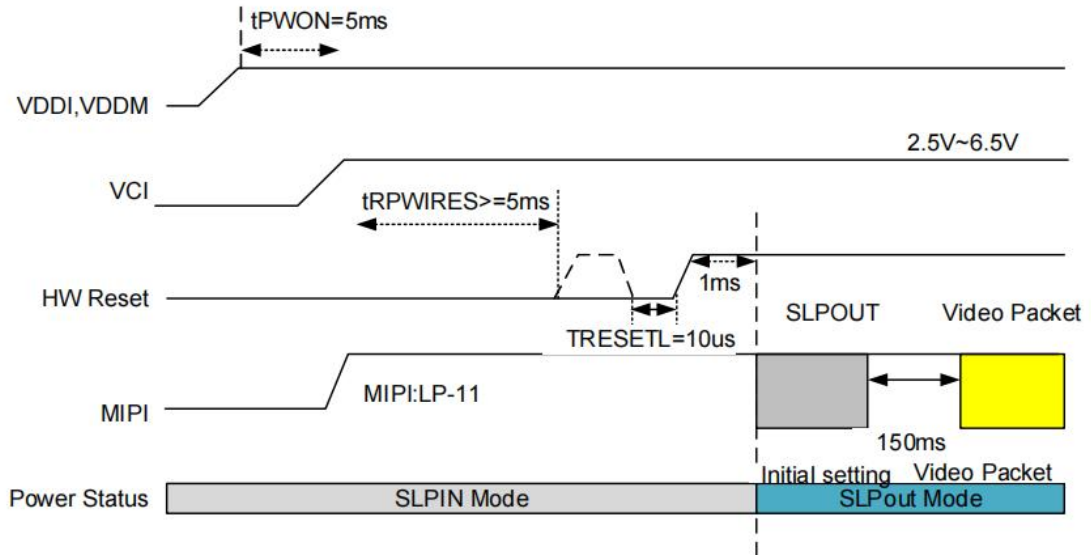 tPWON=5ms
VDDI,VDDM
2.5V~6.5V
VCI
tRPWIRES>=5ms
HW Reset
1ms
SLPOUT
Video Packet
TRESETL=10us
MIPI:LP-11
MIPI
150ms
Initial setting
Video Packet
Power Status
SLPIN Mode
SLPout Mode